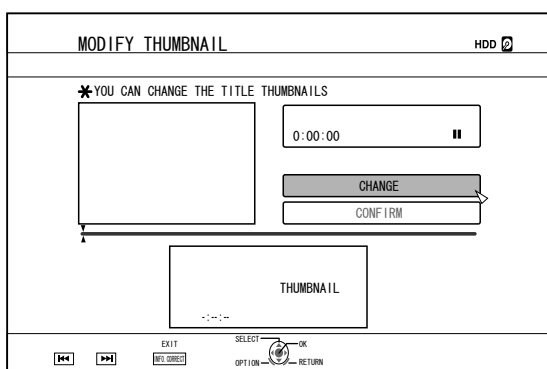 MODIFY THUMBNAIL
HDD
✱YOU CAN CHANGE THE TITLE THUMBNAILS
0:00:00
CHANGE
CONFIRM
THUMBNAIL
-:--:--
EXIT
INFO. CORRECT
SELECT
OK
OPTION
RETURN